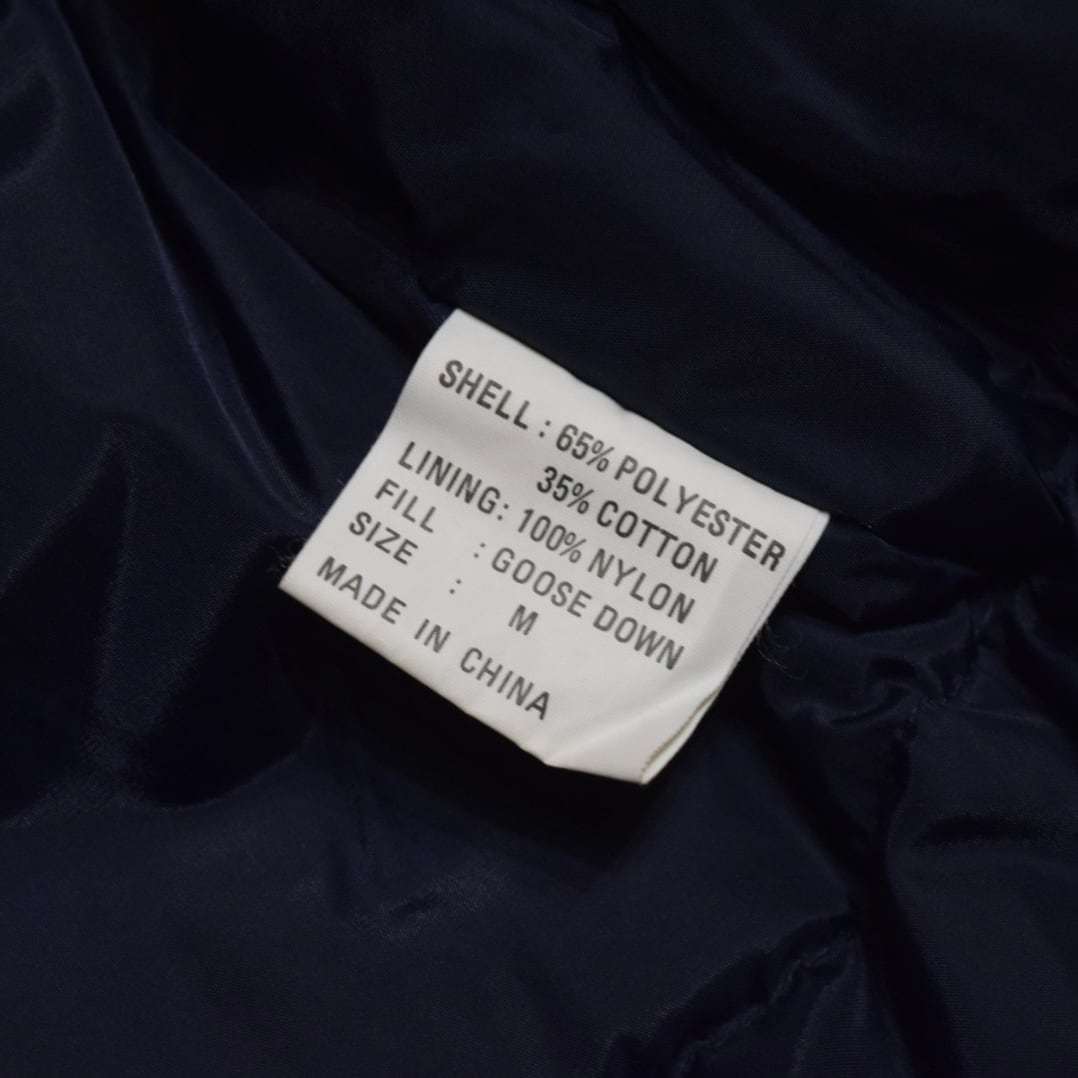 SHELL : 65% POLYESTER
35% COTTON
LINING : 100% NYLON
FILL : GOOSE DOWN
SIZE : M
MADE IN CHINA